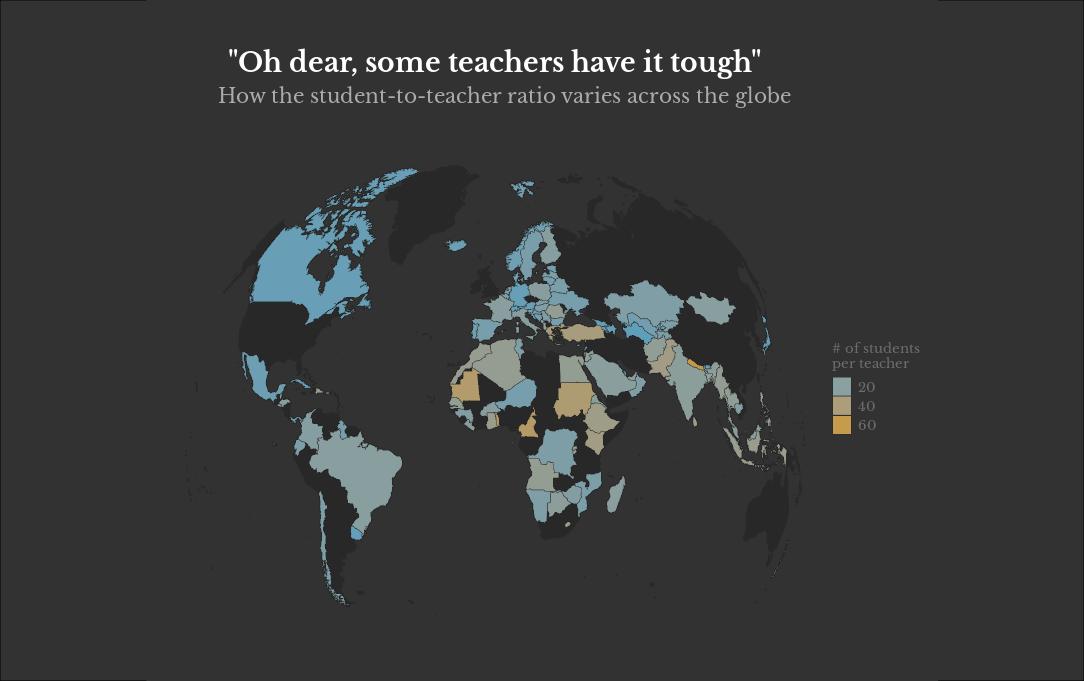 "Oh dear, some teachers have it tough"
How the student-to-teacher ratio varies across the globe
# of students
per teacher
20
40
60